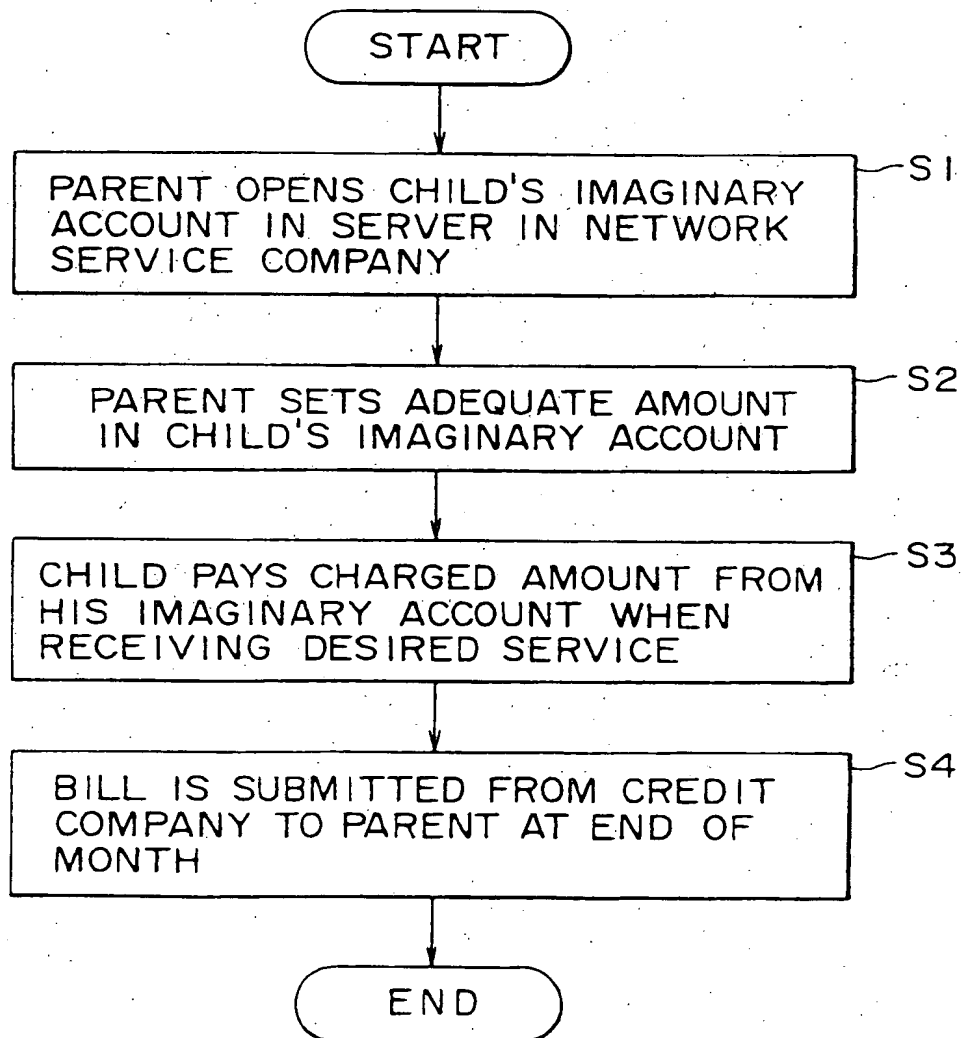 START
PARENT OPENS CHILD'S IMAGINARY
ACCOUNT IN SERVER IN NETWORK
SERVICE COMPANY
S1
PARENT SETS ADEQUATE AMOUNT
IN CHILD'S IMAGINARY ACCOUNT
S2
CHILD PAYS CHARGED AMOUNT FROM
HIS IMAGINARY ACCOUNT WHEN
RECEIVING DESIRED SERVICE
S3
BILL IS SUBMITTED FROM CREDIT
COMPANY TO PARENT AT END OF
MONTH
S4
END